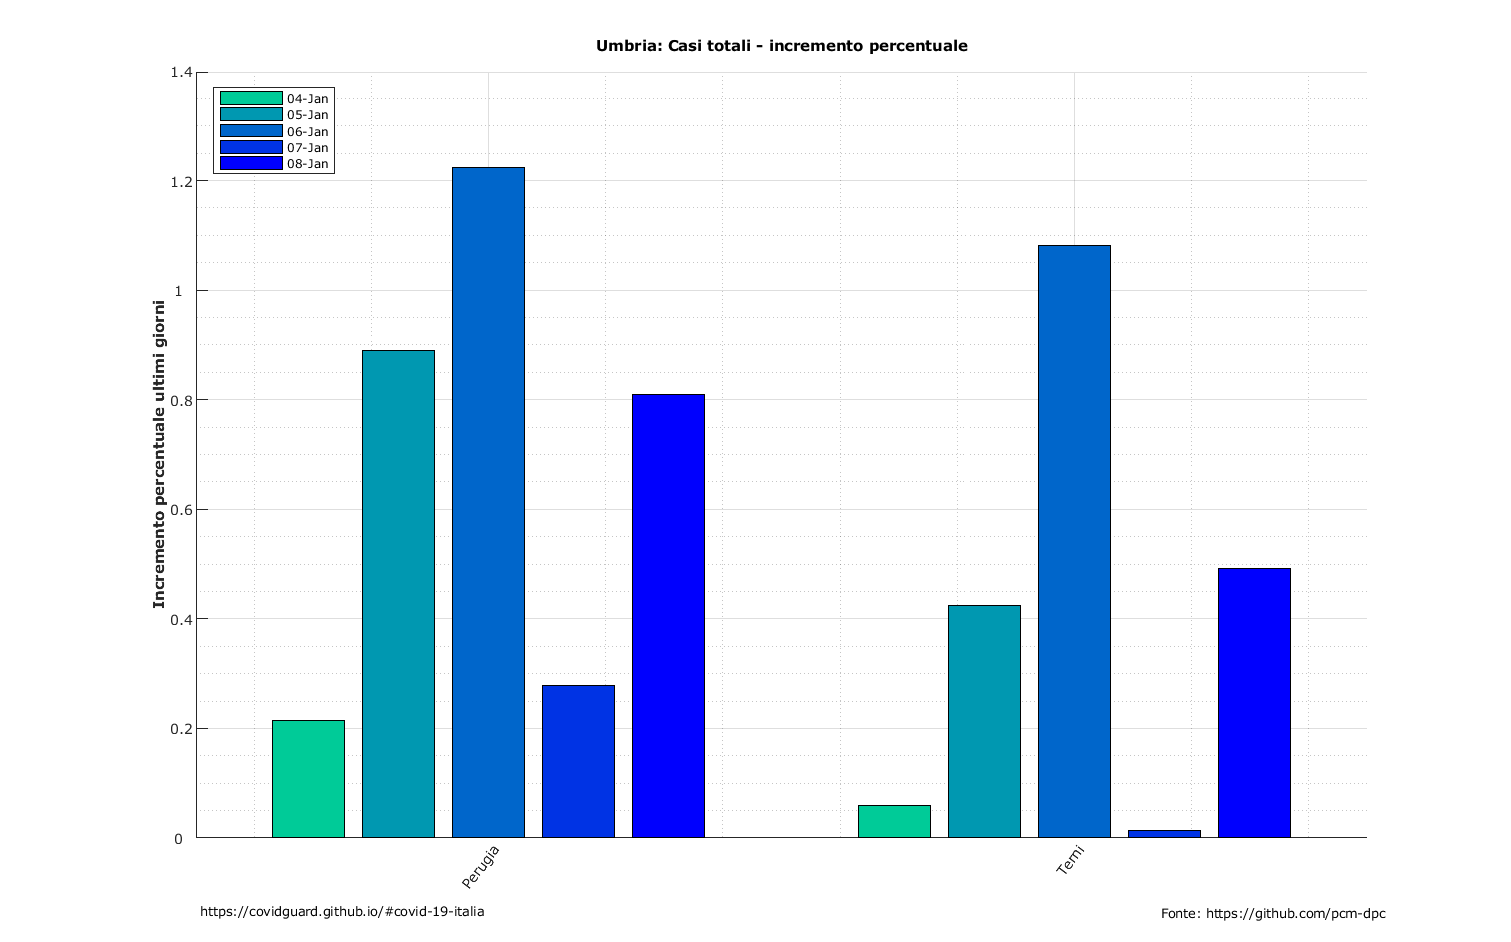 Umbria: Casi totali - incremento percentuale
1.4
1.2
1
0.8
0.6
0.4
0.2
0
Incremento percentuale ultimi giorni
04-Jan
05-Jan
06-Jan
07-Jan
08-Jan
Perugia
Terni
https://covidguard.github.io/#covid-19-italia
Fonte: https://github.com/pcm-dpc